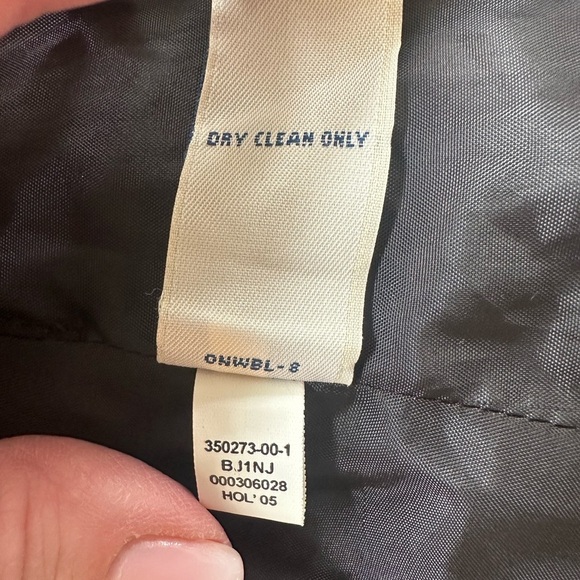 DRY CLEAN ONLY
ONWBL-8
350273-00-1
BJ1NJ
000306028
HOL' 05